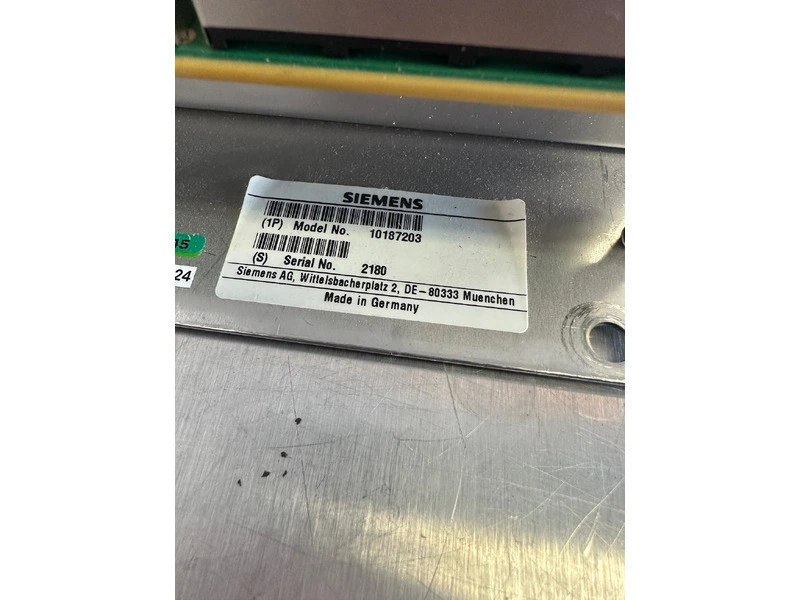 SIEMENS
(1P) Model No. 10187203
(S) Serial No. 2180
Siemens AG, Wittelsbacherplatz 2, DE-80333 Muenchen
Made in Germany
15
24